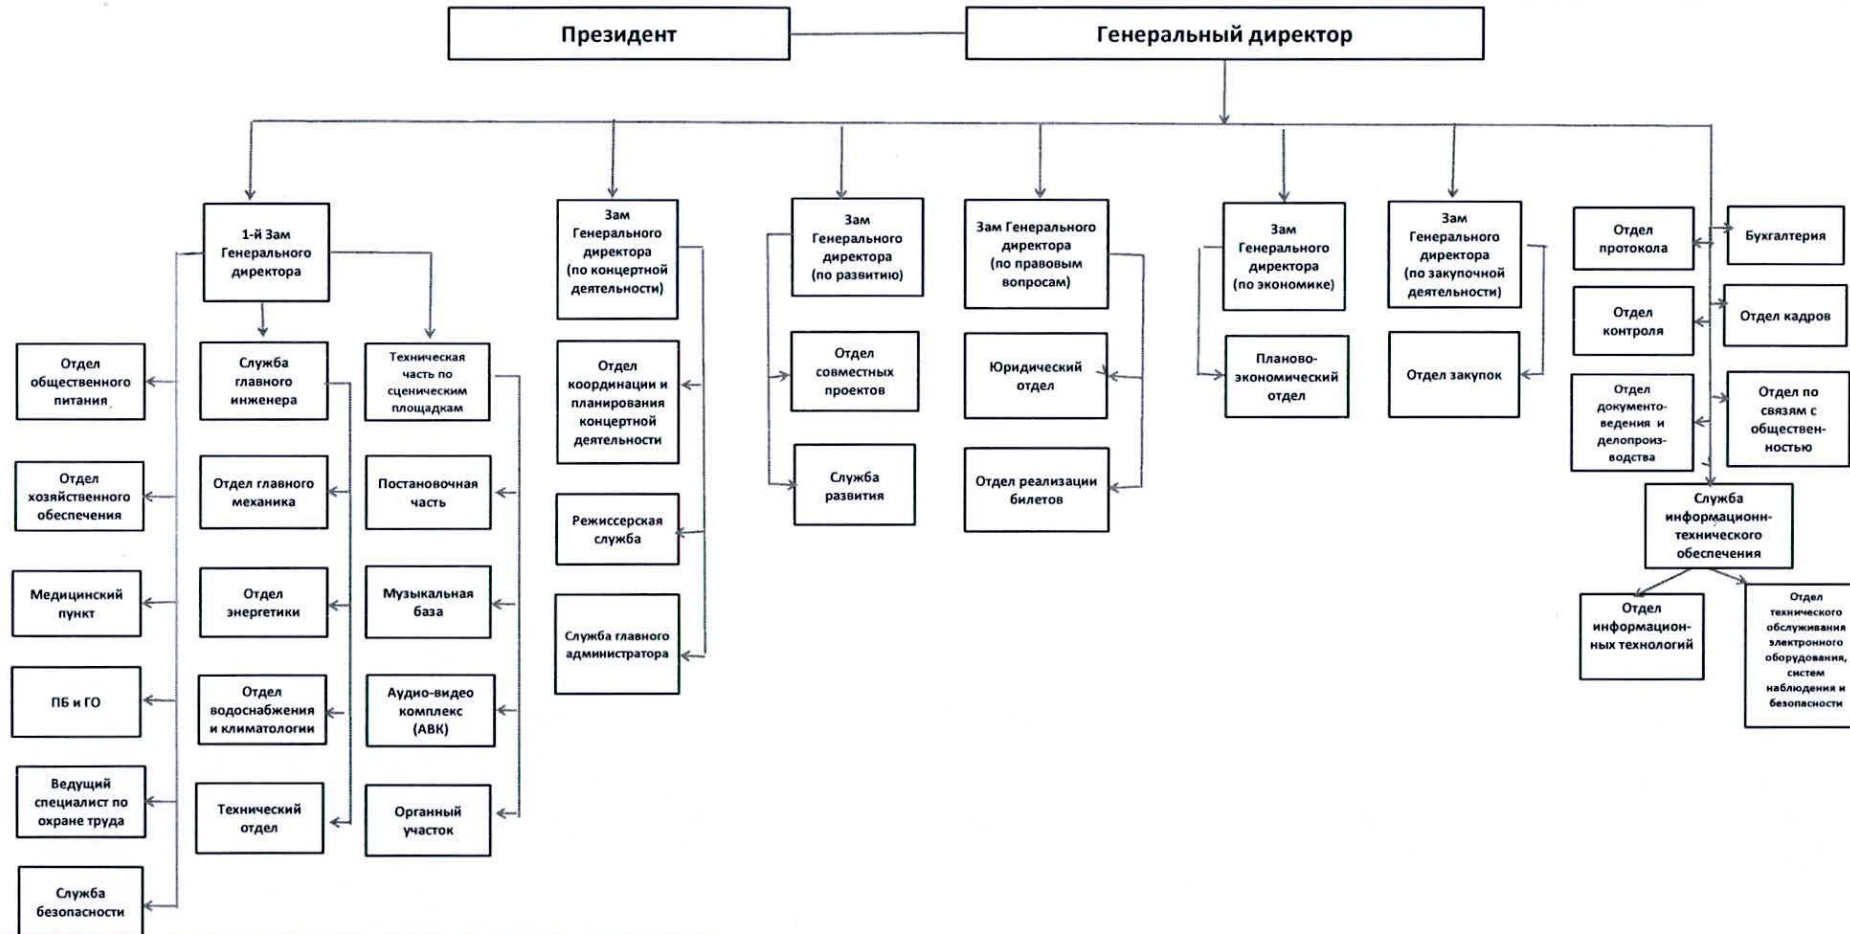 Президент
Генеральный директор
1-й Зам
Генерального
директора
Зам
Генерального
директора
(по концертной
деятельности)
Зам
Генерального
директора
(по развитию)
Зам Генерального
директора
(по правовым
вопросам)
Зам
Генерального
директора
(по экономике)
Зам
Генерального
директора
(по закупочной
деятельности)
Отдел
протокола
Бухгалтерия
Отдел
контроля
Отдел кадров
Отдел
документо-
ведения и
делопроиз-
водства
Отдел по
связям с
обществен-
ностью
Служба
информационн-
технического
обеспечения
Отдел
информацион-
ных технологий
Отдел
технического
обслуживания
электронного
оборудования,
систем
наблюдения и
безопасности
Отдел
общественного
питания
Служба
главного
инженера
Техническая
часть по
сценическим
площадкам
Отдел
координации и
планирования
концертной
деятельности
Отдел
совместных
проектов
Юридический
отдел
Планово-
экономический
отдел
Отдел закупок
Отдел
хозяйственного
обеспечения
Отдел главного
механика
Постановочная
часть
Режиссерская
служба
Служба
развития
Отдел реализации
билетов
Медицинский
пункт
Отдел
энергетики
Музыкальная
база
Служба главного
администратора
ПБ и ГО
Отдел
водоснабжения
и климатологии
Аудио-видео
комплекс
(АВК)
Ведущий
специалист по
охране труда
Технический
отдел
Органный
участок
Служба
безопасности